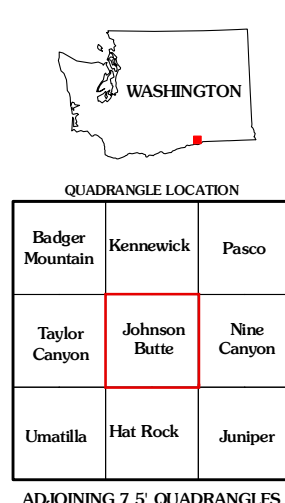 WASHINGTON
QUADRANGLE LOCATION
Badger
Mountain
Kennewick
Pasco
Taylor
Canyon
Johnson
Butte
Nine
Canyon
Umatilla
Hat Rock
Juniper
ADJOINING 7.5' QUADRANGLES